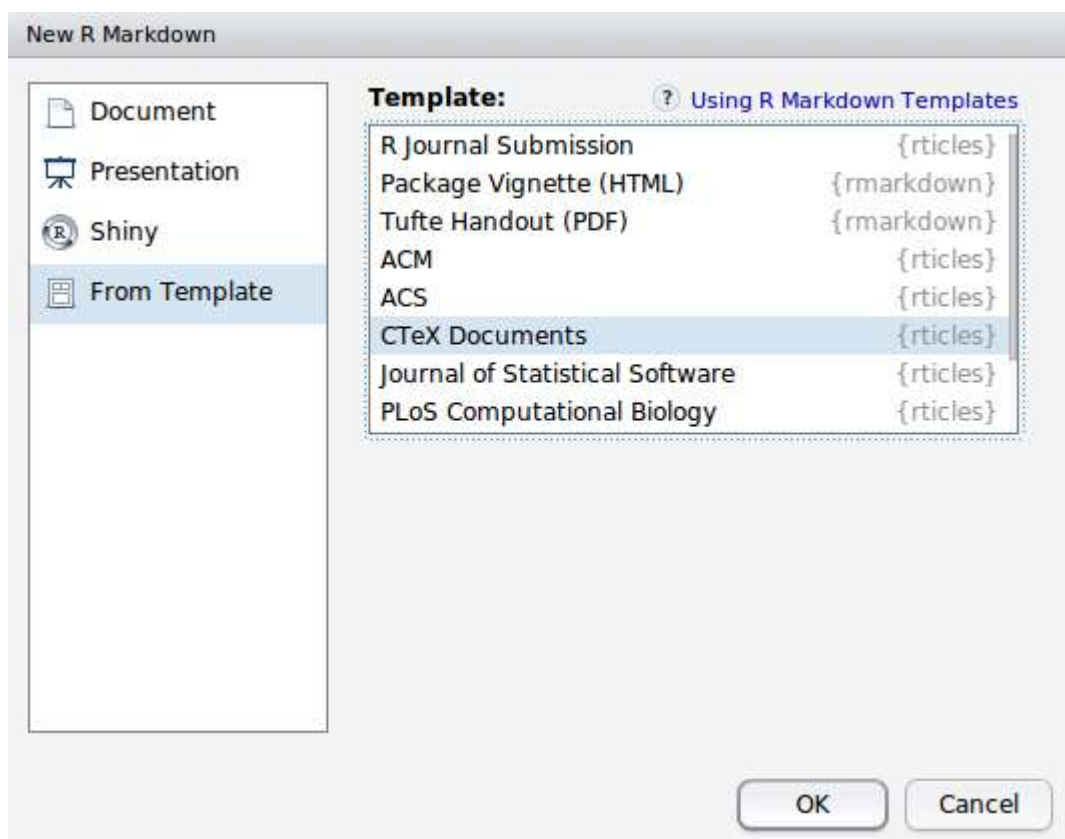 New R Markdown
Document
Presentation
Shiny
From Template
Template: ? Using R Markdown Templates
R Journal Submission {rticles}
Package Vignette (HTML) {rmarkdown}
Tufte Handout (PDF) {rmarkdown}
ACM {rticles}
ACS {rticles}
CTeX Documents {rticles}
Journal of Statistical Software {rticles}
PLoS Computational Biology {rticles}
OK Cancel